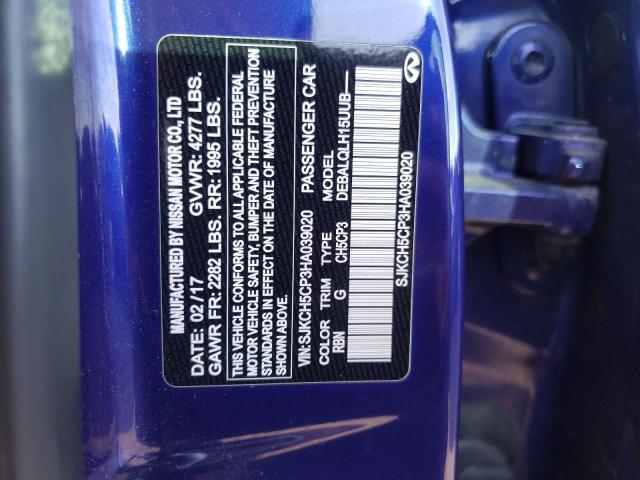 MANUFACTURED BY NISSAN MOTOR CO., LTD
DATE: 02/17 GVWR: 4277 LBS.
GAWR FR: 2282 LBS. RR: 1995 LBS.
THIS VEHICLE CONFORMS TO ALL APPLICABLE FEDERAL
MOTOR VEHICLE SAFETY, BUMPER AND THEFT PREVENTION
STANDARDS IN EFFECT ON THE DATE OF MANUFACTURE
SHOWN ABOVE.
VIN:SJKCH5CP3HA039020 PASSENGER CAR
COLOR TRIM TYPE MODEL
RBN G CH5CP3 DEBALQLH15UUB—
SJKCH5CP3HA039020